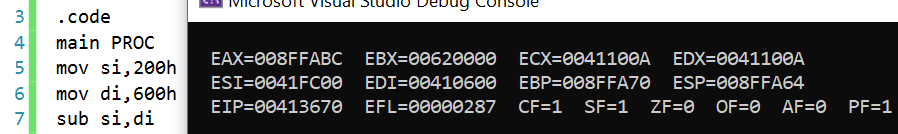 Microsoft Visual Studio Debug Console
3 .code
4 main PROC
5 mov si,200h
6 mov di,600h
7 sub si,di
EAX=008FFABC EBX=00620000 ECX=0041100A EDX=0041100A
ESI=0041FC00 EDI=00410600 EBP=008FFA70 ESP=008FFA64
EIP=00413670 EFL=00000287 CF=1 SF=1 ZF=0 OF=0 AF=0 PF=1